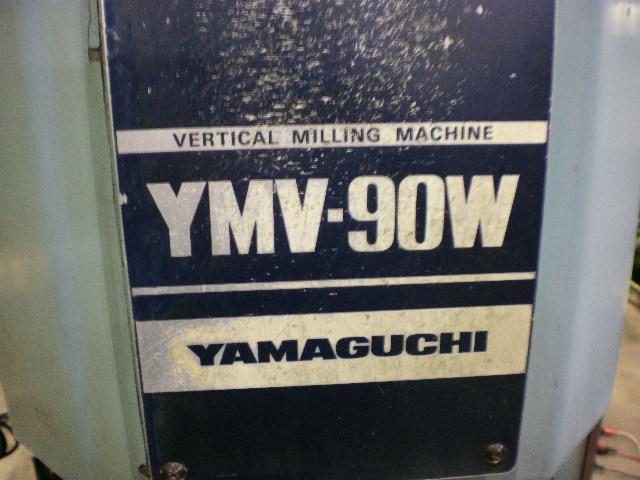 VERTICAL MILLING MACHINE
YMV-90W
YAMAGUCHI